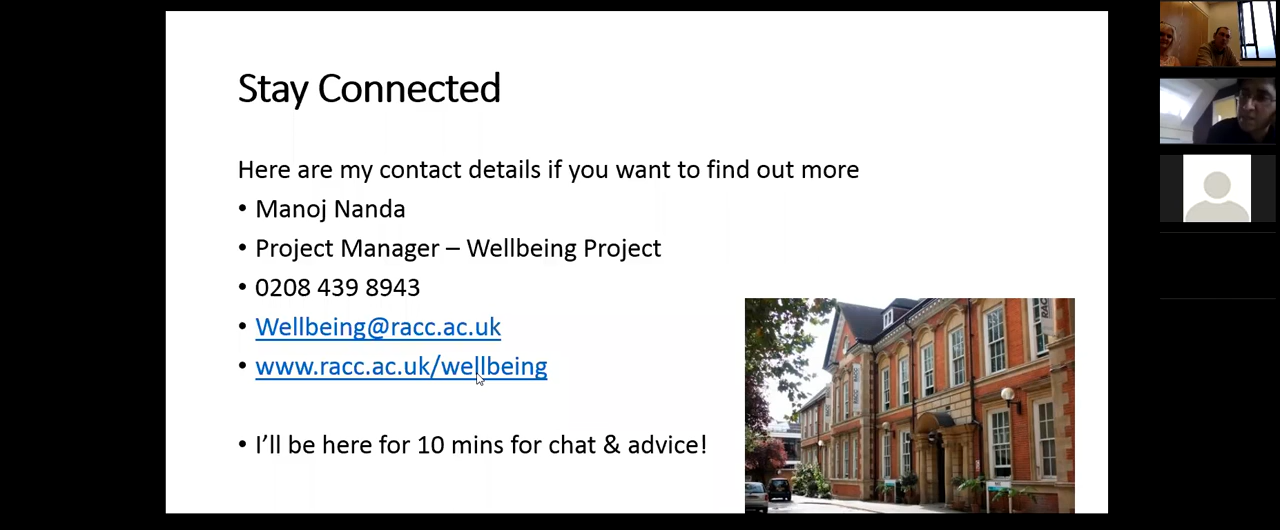 Stay Connected
Here are my contact details if you want to find out more
• Manoj Nanda
• Project Manager – Wellbeing Project
• 0208 439 8943
• Wellbeing@racc.ac.uk
• www.racc.ac.uk/wellbeing
• I’ll be here for 10 mins for chat & advice!